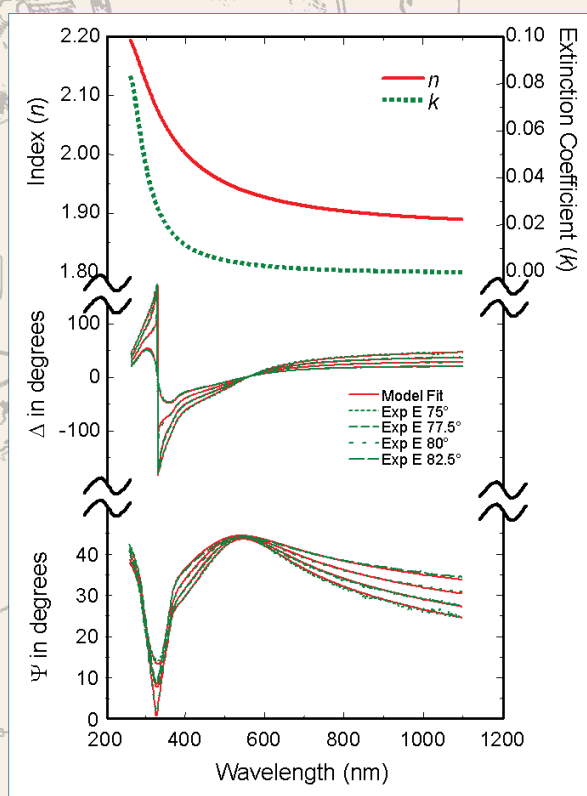 2.20
2.10
2.00
1.90
1.80
Index (n)
0.10
0.08
0.06
0.04
0.02
0.00
Extinction Coefficient (k)
n
k
100
0
-100
Δ in degrees
Model Fit
Exp E 75°
Exp E 77.5°
Exp E 80°
Exp E 82.5°
40
30
20
10
0
Ψ in degrees
200
400
600
800
1000
1200
Wavelength (nm)